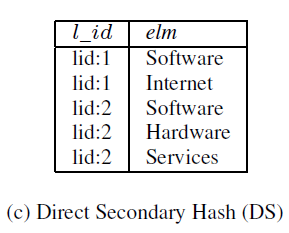 l_id elm
lid:1 Software
lid:1 Internet
lid:2 Software
lid:2 Hardware
lid:2 Services
(c) Direct Secondary Hash (DS)